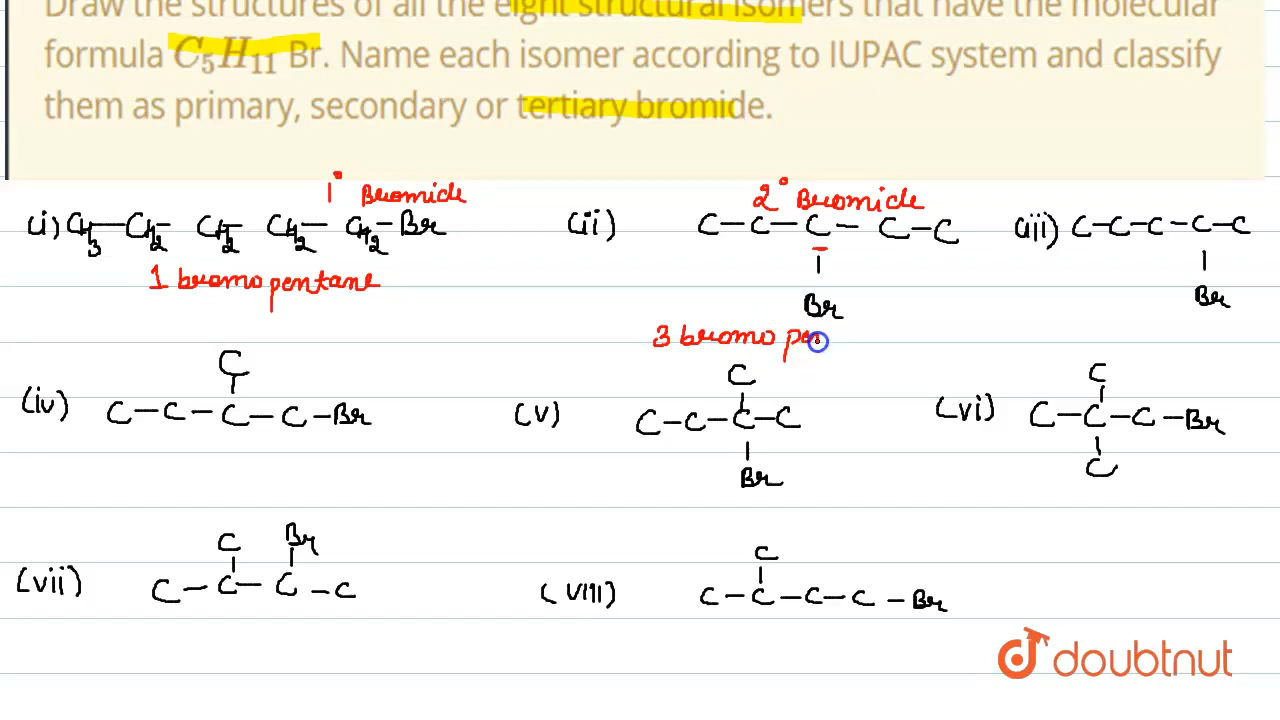 Draw the structures of all the eight structural isomers that have the molecular
formula C₅H₁₁ Br. Name each isomer according to IUPAC system and classify
them as primary, secondary or tertiary bromide.
1° Bromide 2° Bromide
(i) CH₃—CH₂— CH₂— CH₂— CH₂—Br (ii) C—C—C—C—C (iii) C—C—C—C—C
1 bromo pentane Br Br
3 bromo pen
C C C
(iv) C—C—C—C—Br (v) C—C—C—C (vi) C—C—C—Br
Br C
C Br C
(vii) C—C—C—C (VIII) C—C—C—C—Br
doubtnut